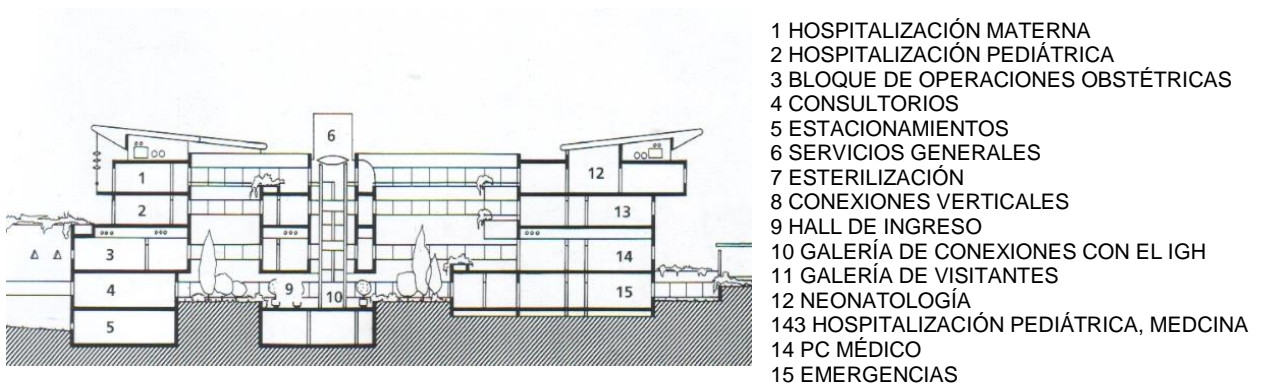 6
1
12
2
13
3
14
4
9
10
15
5
1 HOSPITALIZACIÓN MATERNA
2 HOSPITALIZACIÓN PEDIÁTRICA
3 BLOQUE DE OPERACIONES OBSTÉTRICAS
4 CONSULTORIOS
5 ESTACIONAMIENTOS
6 SERVICIOS GENERALES
7 ESTERILIZACIÓN
8 CONEXIONES VERTICALES
9 HALL DE INGRESO
10 GALERÍA DE CONEXIONES CON EL IGH
11 GALERÍA DE VISITANTES
12 NEONATOLOGÍA
143 HOSPITALIZACIÓN PEDIÁTRICA, MEDCINA
14 PC MÉDICO
15 EMERGENCIAS